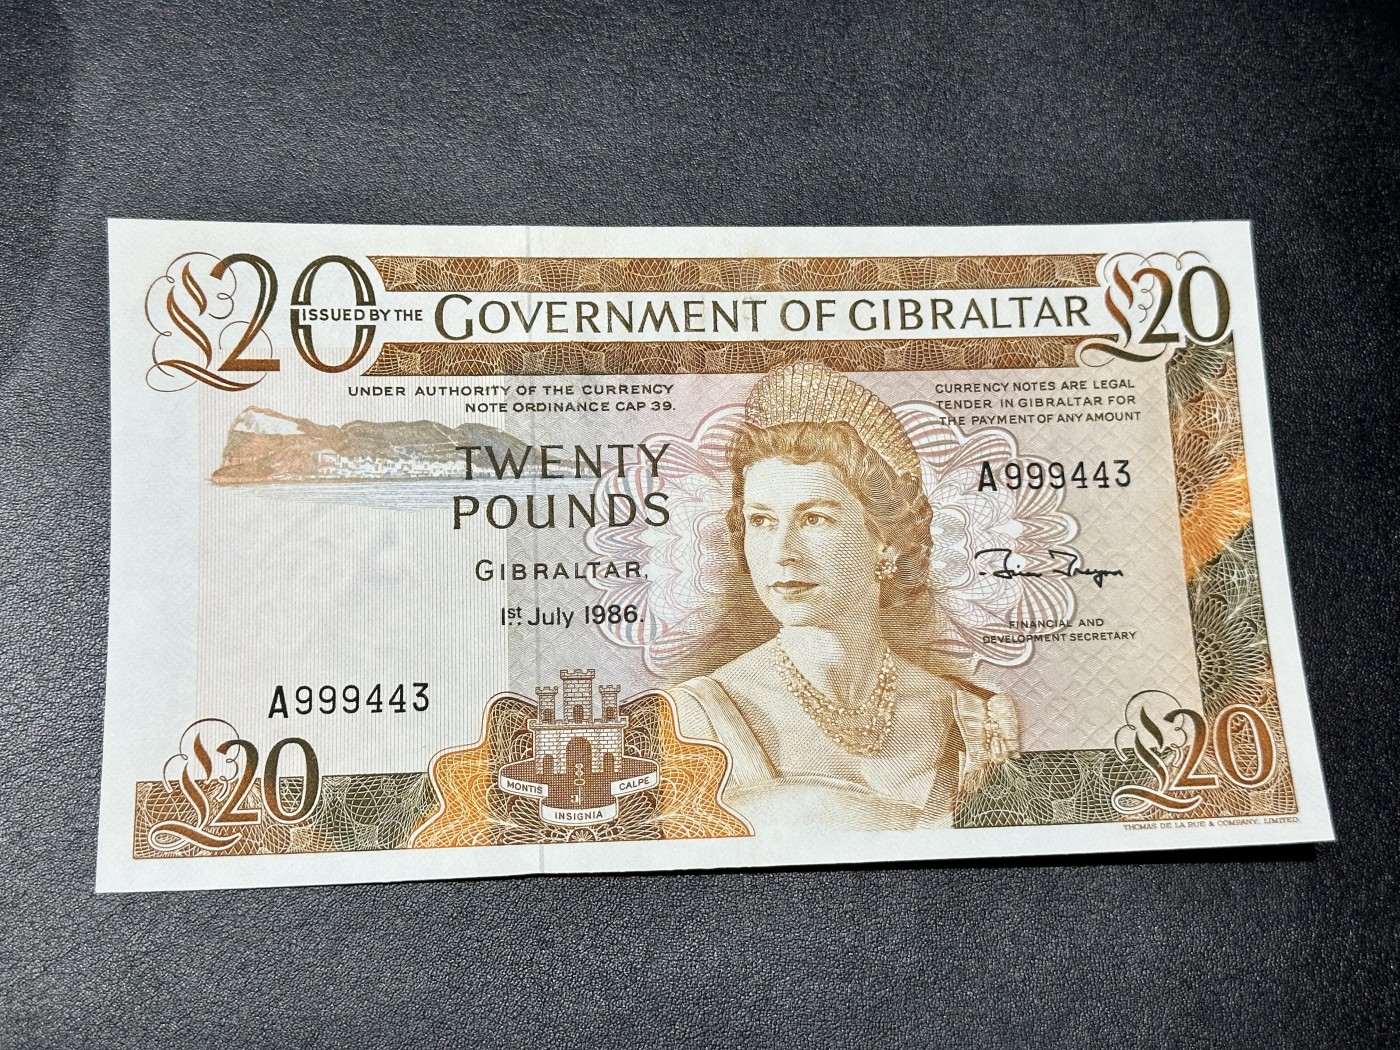 £20
ISSUED BY THE GOVERNMENT OF GIBRALTAR
£20
UNDER AUTHORITY OF THE CURRENCY
NOTE ORDINANCE CAP 39.
CURRENCY NOTES ARE LEGAL
TENDER IN GIBRALTAR FOR
THE PAYMENT OF ANY AMOUNT
TWENTY
POUNDS
A999443
GIBRALTAR,
1st July 1986.
FINANCIAL AND
DEVELOPMENT SECRETARY
A999443
£20
MONTIS
INSIGNIA
CALPE
£20
THOMAS DE LA RUE & COMPANY, LIMITED.